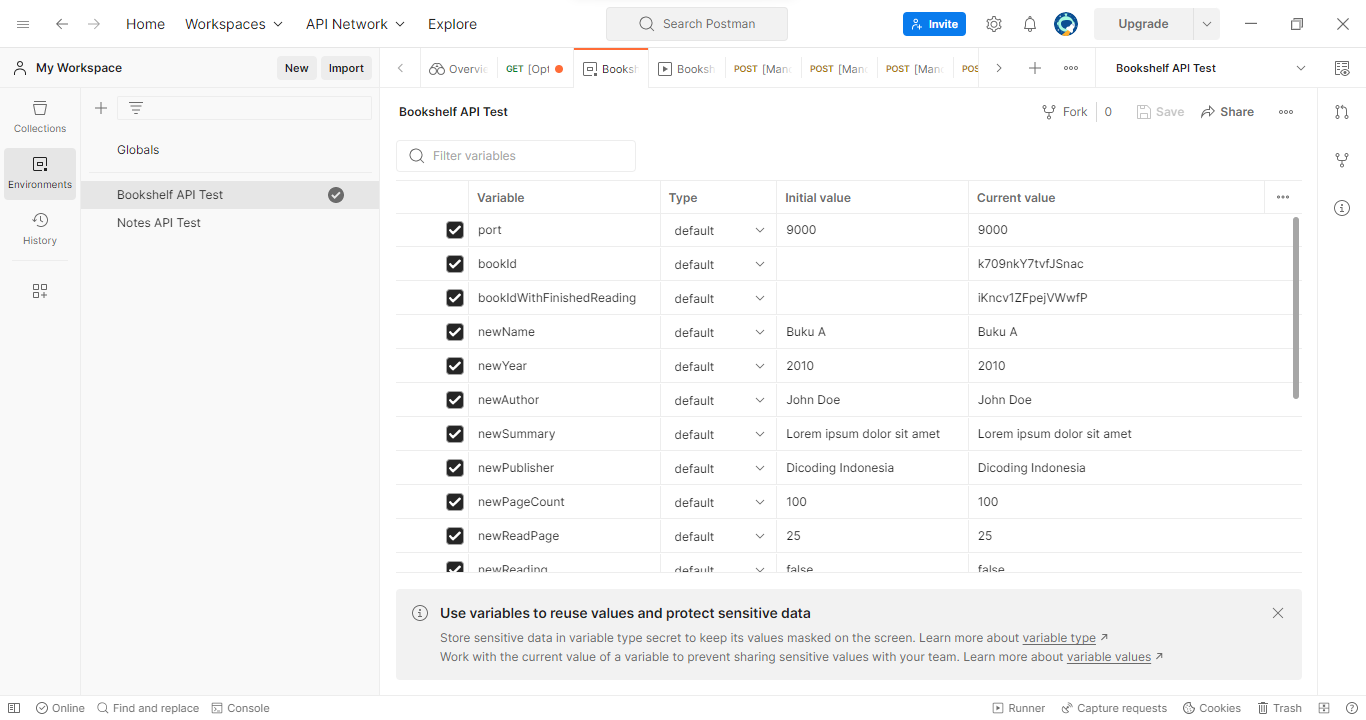 Home Workspaces API Network Explore Search Postman Invite Upgrade
My Workspace New Import Overvie GET [Opt Booksh Booksh POST [Man POST [Man POST [Man POS Bookshelf API Test
Collections
Environments
History
Globals
Bookshelf API Test
Notes API Test
Bookshelf API Test Fork 0 Save Share
Filter variables
Variable Type Initial value Current value
port default 9000 9000
bookId default k709nkY7tvfJSnac
bookIdWithFinishedReading default iKncv1ZFpejVWwfP
newName default Buku A Buku A
newYear default 2010 2010
newAuthor default John Doe John Doe
newSummary default Lorem ipsum dolor sit amet Lorem ipsum dolor sit amet
newPublisher default Dicoding Indonesia Dicoding Indonesia
newPageCount default 100 100
newReadPage default 25 25
newReading default false false
Use variables to reuse values and protect sensitive data
Store sensitive data in variable type secret to keep its values masked on the screen. Learn more about variable type ↗
Work with the current value of a variable to prevent sharing sensitive values with your team. Learn more about variable values ↗
Online Find and replace Console Runner Capture requests Cookies Trash